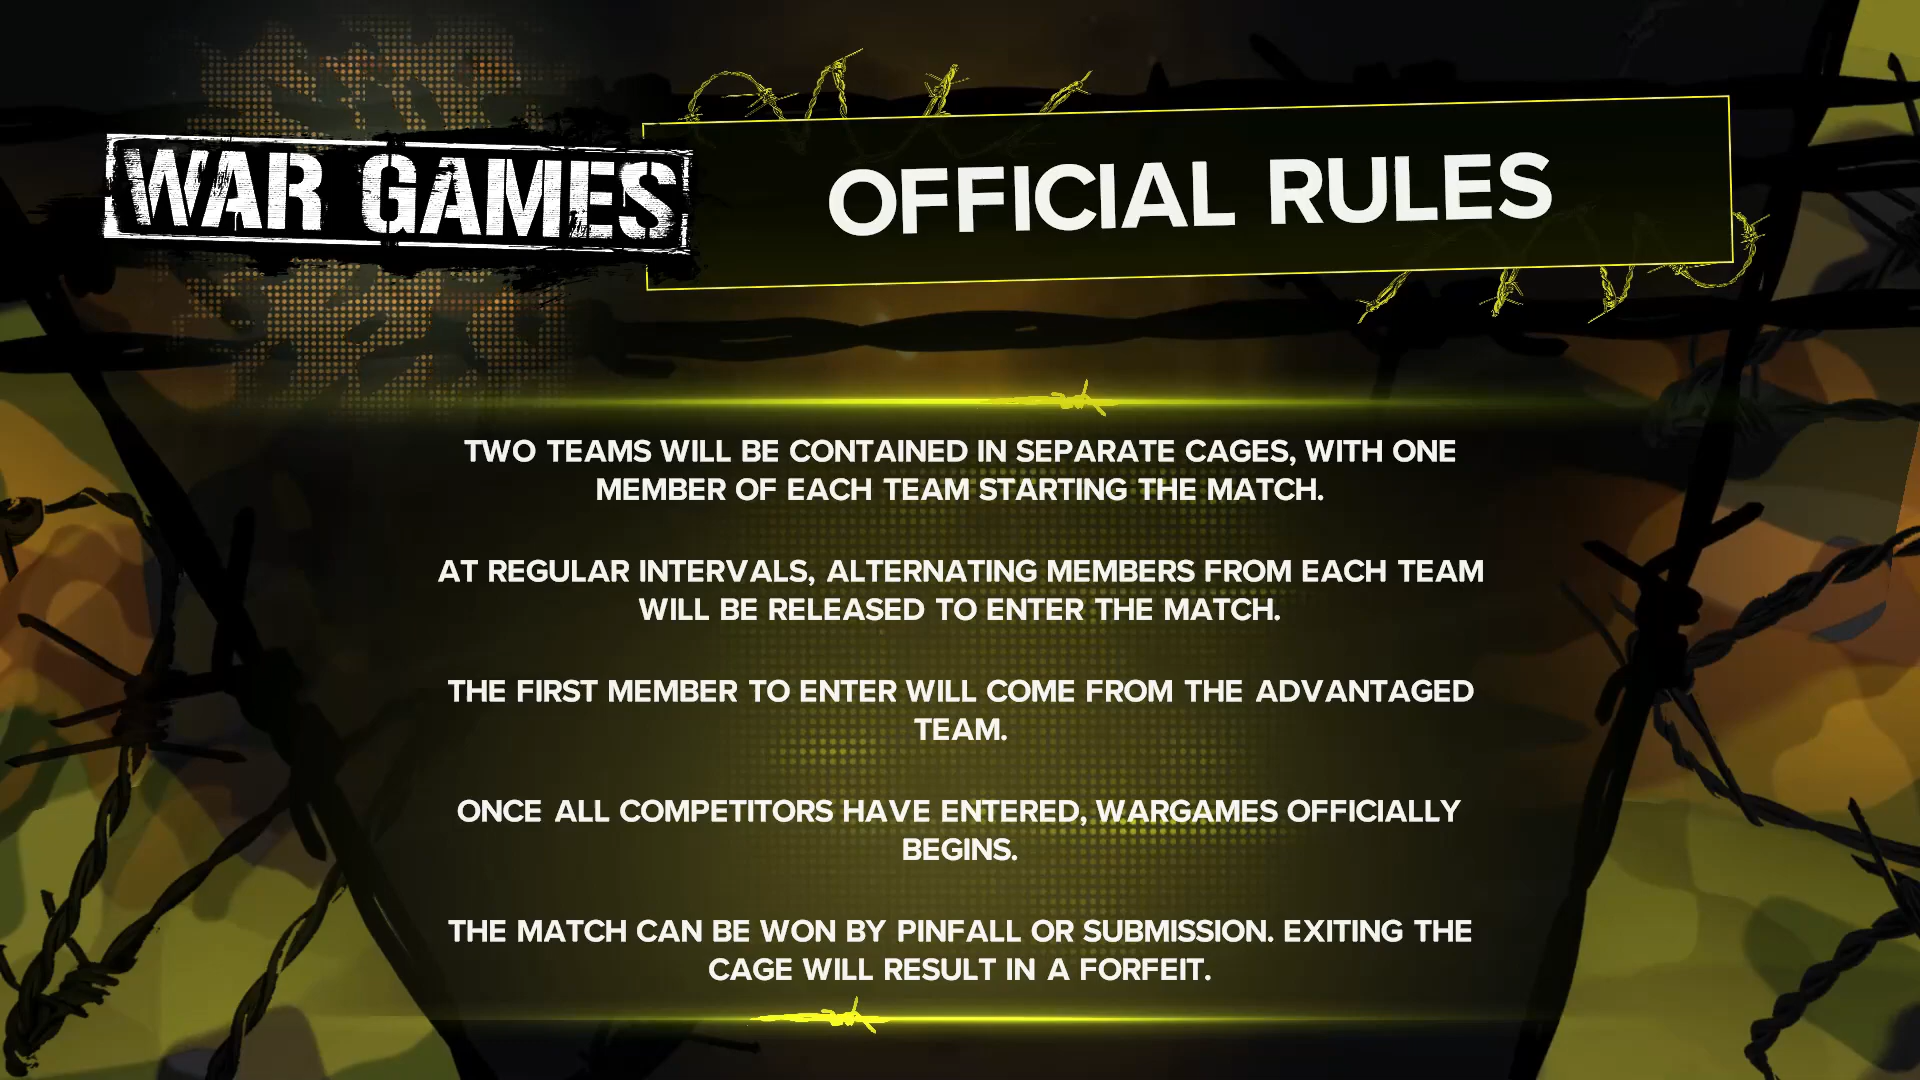 WAR GAMES
OFFICIAL RULES
TWO TEAMS WILL BE CONTAINED IN SEPARATE CAGES, WITH ONE
MEMBER OF EACH TEAM STARTING THE MATCH.
AT REGULAR INTERVALS, ALTERNATING MEMBERS FROM EACH TEAM
WILL BE RELEASED TO ENTER THE MATCH.
THE FIRST MEMBER TO ENTER WILL COME FROM THE ADVANTAGED
TEAM.
ONCE ALL COMPETITORS HAVE ENTERED, WARGAMES OFFICIALLY
BEGINS.
THE MATCH CAN BE WON BY PINFALL OR SUBMISSION. EXITING THE
CAGE WILL RESULT IN A FORFEIT.